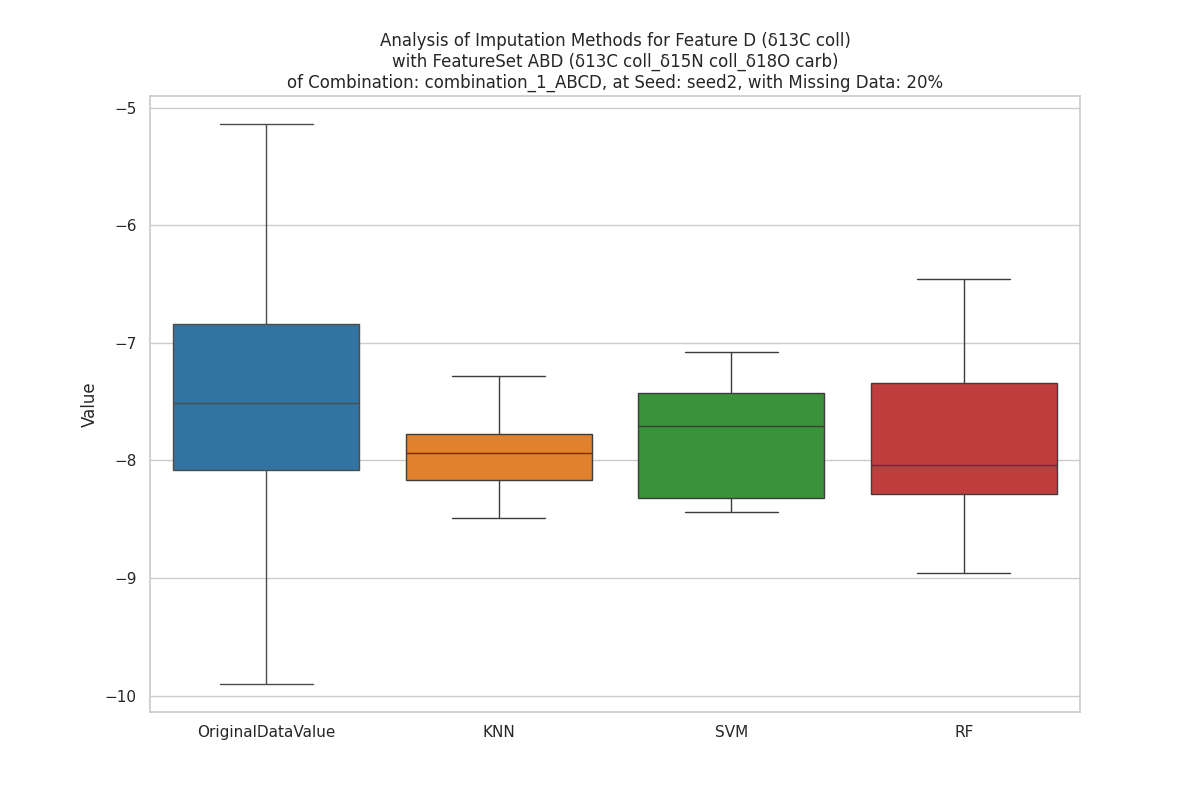 Analysis of Imputation Methods for Feature D (δ13C coll)
with FeatureSet ABD (δ13C coll_δ15N coll_δ18O carb)
of Combination: combination_1_ABCD, at Seed: seed2, with Missing Data: 20%
−5
−6
−7
−8
−9
−10
Value
OriginalDataValue
KNN
SVM
RF